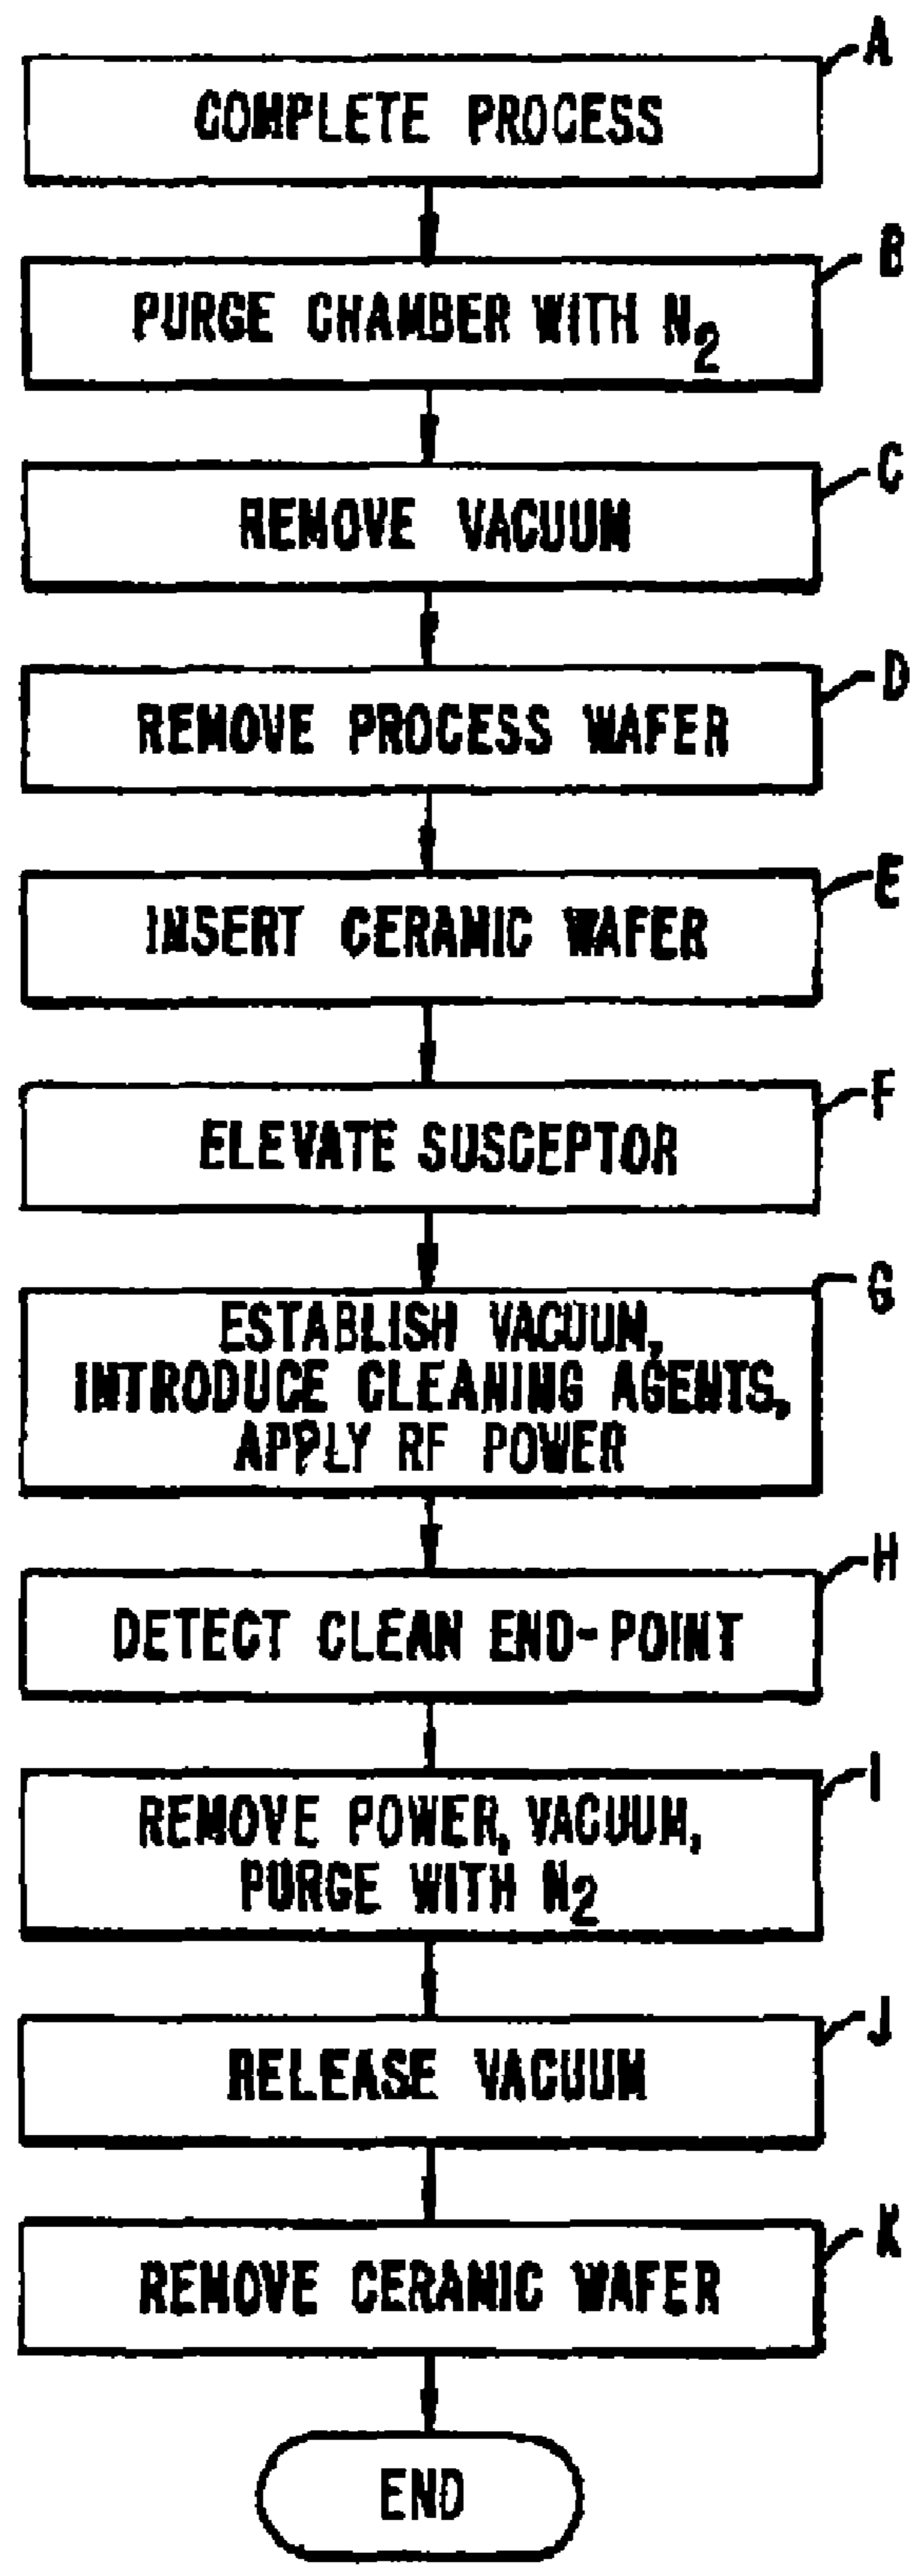 A
COMPLETE PROCESS
B
PURGE CHAMBER WITH N2
C
REMOVE VACUUM
D
REMOVE PROCESS WAFER
E
INSERT CERAMIC WAFER
F
ELEVATE SUSCEPTOR
G
ESTABLISH VACUUM,
INTRODUCE CLEANING AGENTS,
APPLY RF POWER
H
DETECT CLEAN END-POINT
I
REMOVE POWER, VACUUM,
PURGE WITH N2
J
RELEASE VACUUM
K
REMOVE CERAMIC WAFER
END